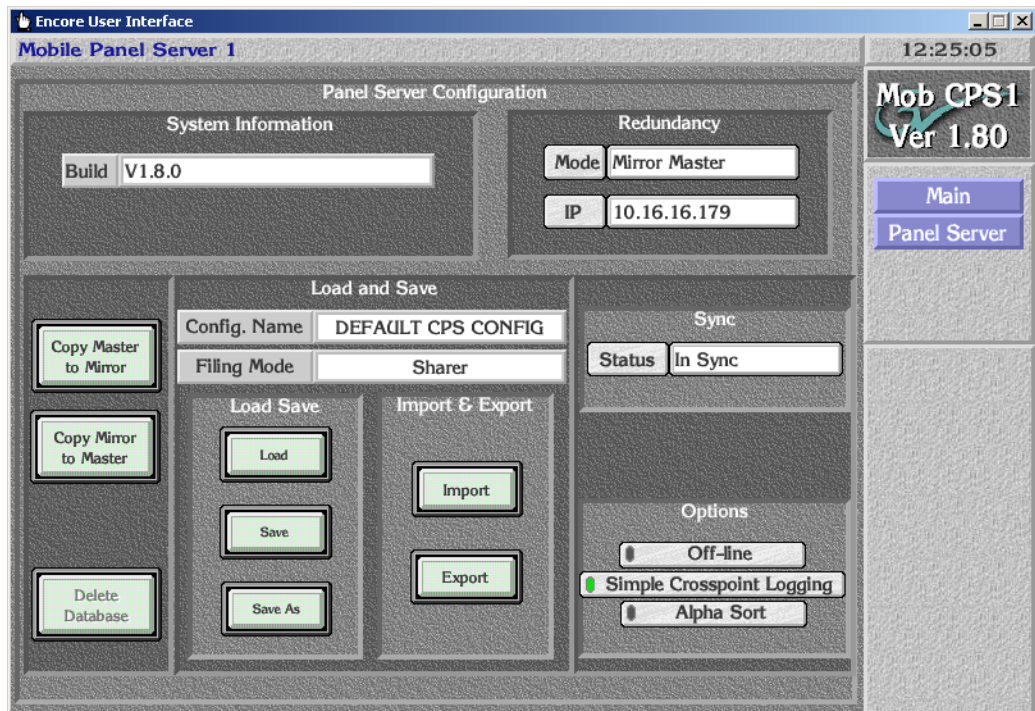 Encore User Interface
Mobile Panel Server 1
12:25:05
Mob CPS1
Ver 1.80
Main
Panel Server
Panel Server Configuration
System Information
Build V1.8.0
Redundancy
Mode Mirror Master
IP 10.16.16.179
Copy Master
to Mirror
Copy Mirror
to Master
Delete
Database
Load and Save
Config. Name DEFAULT CPS CONFIG
Filing Mode Sharer
Load Save
Load
Save
Save As
Import & Export
Import
Export
Sync
Status In Sync
Options
Off-line
Simple Crosspoint Logging
Alpha Sort